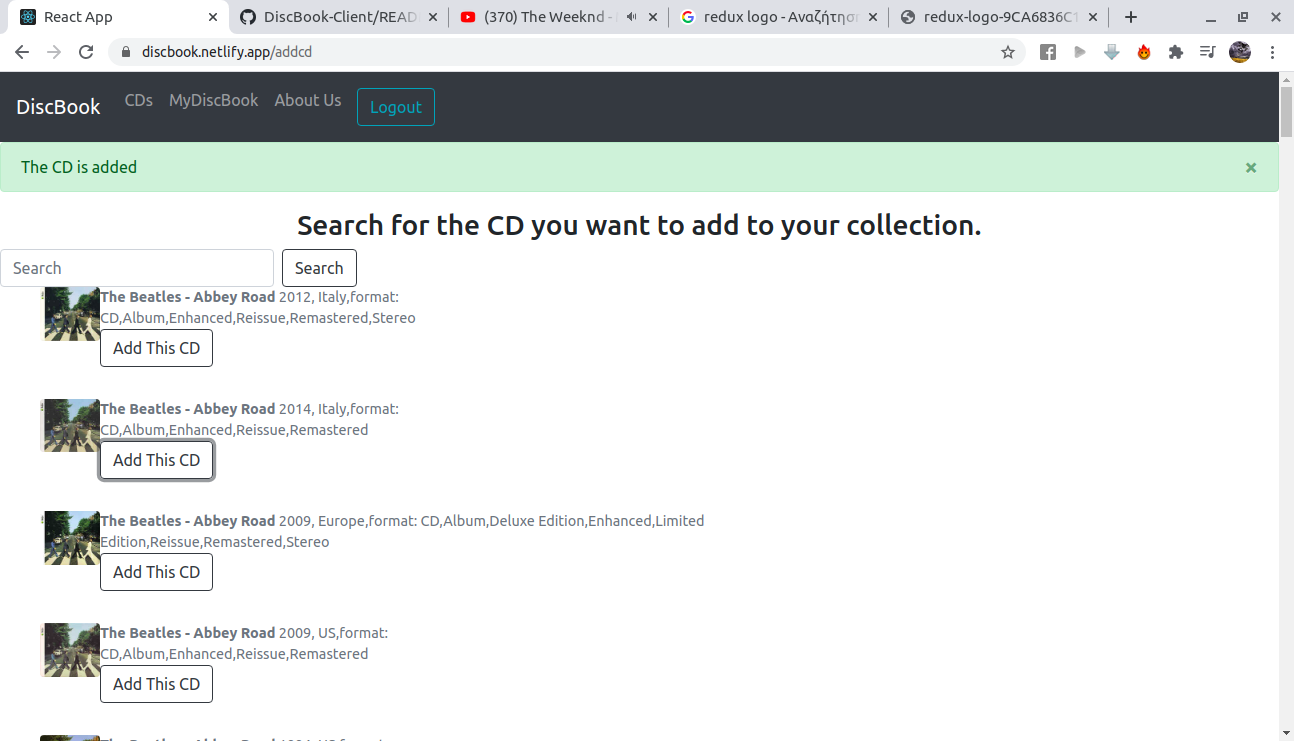 React App
DiscBook-Client/READ
(370) The Weeknd -
redux logo - Αναζήτησ
redux-logo-9CA6836C1
discbook.netlify.app/addcd
DiscBook CDs MyDiscBook About Us Logout
The CD is added
Search for the CD you want to add to your collection.
Search Search
The Beatles - Abbey Road 2012, Italy,format:
CD,Album,Enhanced,Reissue,Remastered,Stereo
Add This CD
The Beatles - Abbey Road 2014, Italy,format:
CD,Album,Enhanced,Reissue,Remastered
Add This CD
The Beatles - Abbey Road 2009, Europe,format: CD,Album,Deluxe Edition,Enhanced,Limited
Edition,Reissue,Remastered,Stereo
Add This CD
The Beatles - Abbey Road 2009, US,format:
CD,Album,Enhanced,Reissue,Remastered
Add This CD